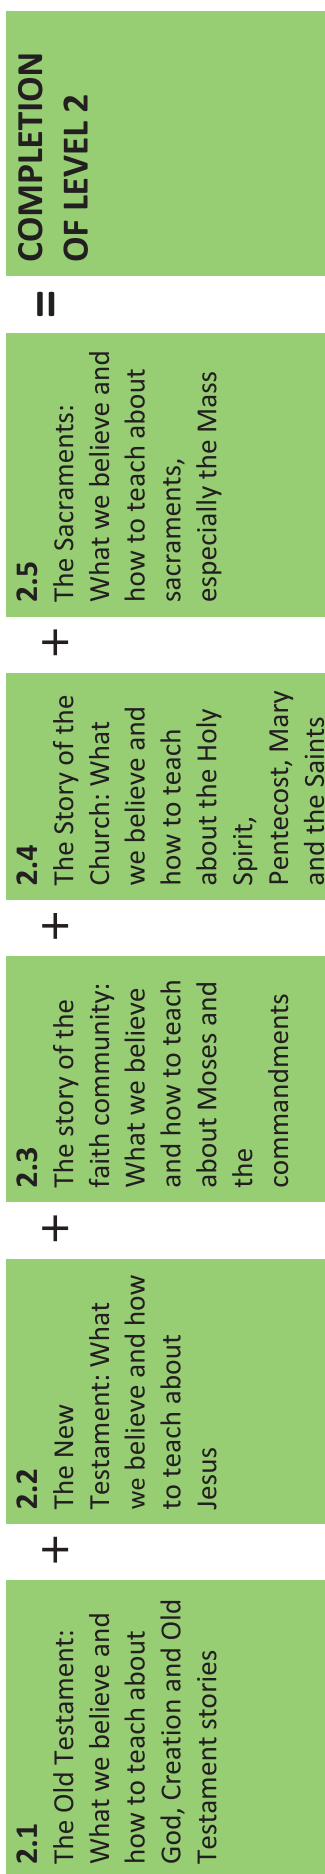 2.1
The Old Testament:
What we believe and
how to teach about
God, Creation and Old
Testament stories
+
2.2
The New
Testament: What
we believe and how
to teach about
Jesus
+
2.3
The story of the
faith community:
What we believe
and how to teach
about Moses and
the
commandments
+
2.4
The Story of the
Church: What
we believe and
how to teach
about the Holy
Spirit,
Pentecost, Mary
and the Saints
+
2.5
The Sacraments:
What we believe and
how to teach about
sacraments,
especially the Mass
=
COMPLETION
OF LEVEL 2